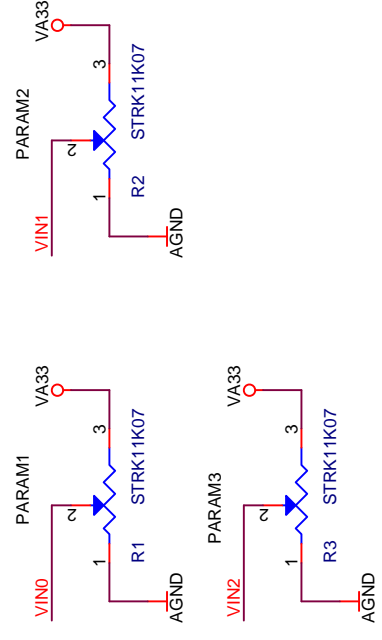 PARAM2
VA33
VIN1
2
3
1
STRK11K07
R2
AGND
PARAM1
VA33
VIN0
2
3
1
STRK11K07
R1
AGND
PARAM3
VA33
VIN2
2
3
1
STRK11K07
R3
AGND